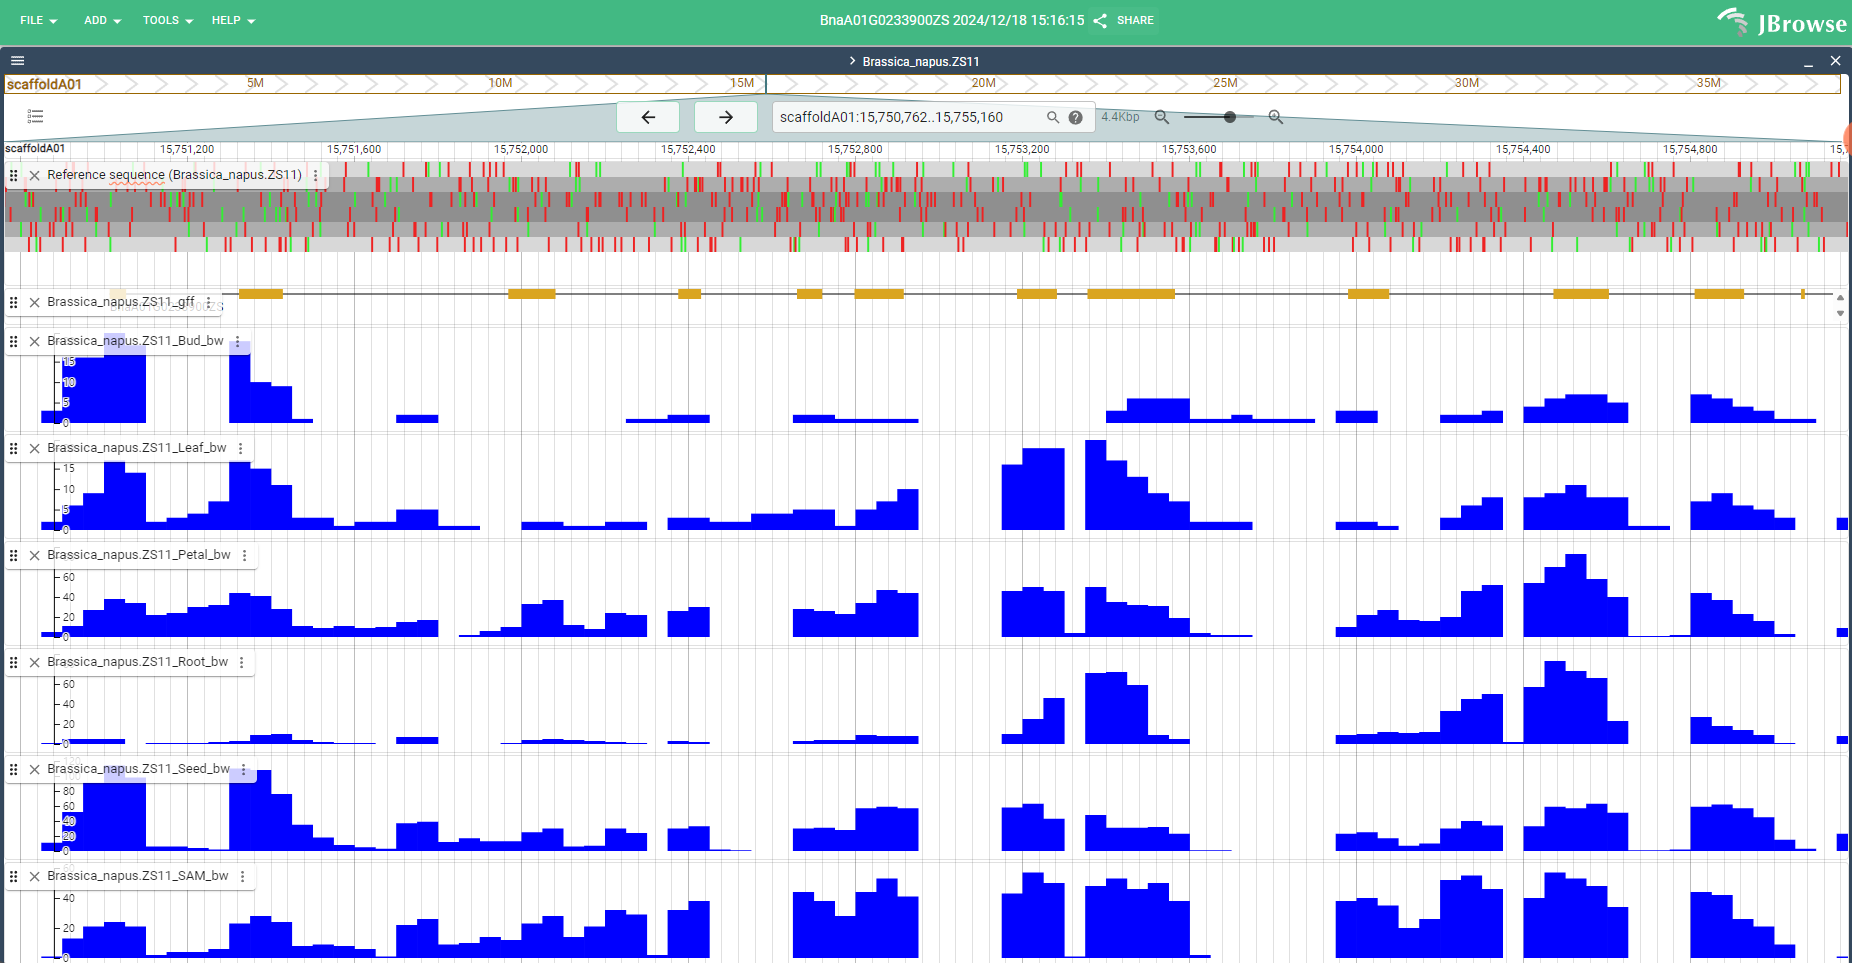 FILE ADD TOOLS HELP BnaA01G0233900ZS 2024/12/18 15:16:15 SHARE JBrowse
Brassica_napus.ZS11
scaffoldA01 5M 10M 15M 20M 25M 30M 35M
scaffoldA01:15,750,762..15,755,160 4.4Kbp
scaffoldA01 15,751,200 15,751,600 15,752,000 15,752,400 15,752,800 15,753,200 15,753,600 15,754,000 15,754,400 15,754,800 15,
Reference sequence (Brassica_napus.ZS11)
Brassica_napus.ZS11_gff
BnaA01G0233900ZS
Brassica_napus.ZS11_Bud_bw
15
10
5
0
Brassica_napus.ZS11_Leaf_bw
15
10
5
0
Brassica_napus.ZS11_Petal_bw
60
40
20
0
Brassica_napus.ZS11_Root_bw
60
40
20
0
120
Brassica_napus.ZS11_Seed_bw
100
80
60
40
20
0
Brassica_napus.ZS11_SAM_bw
40
20
0